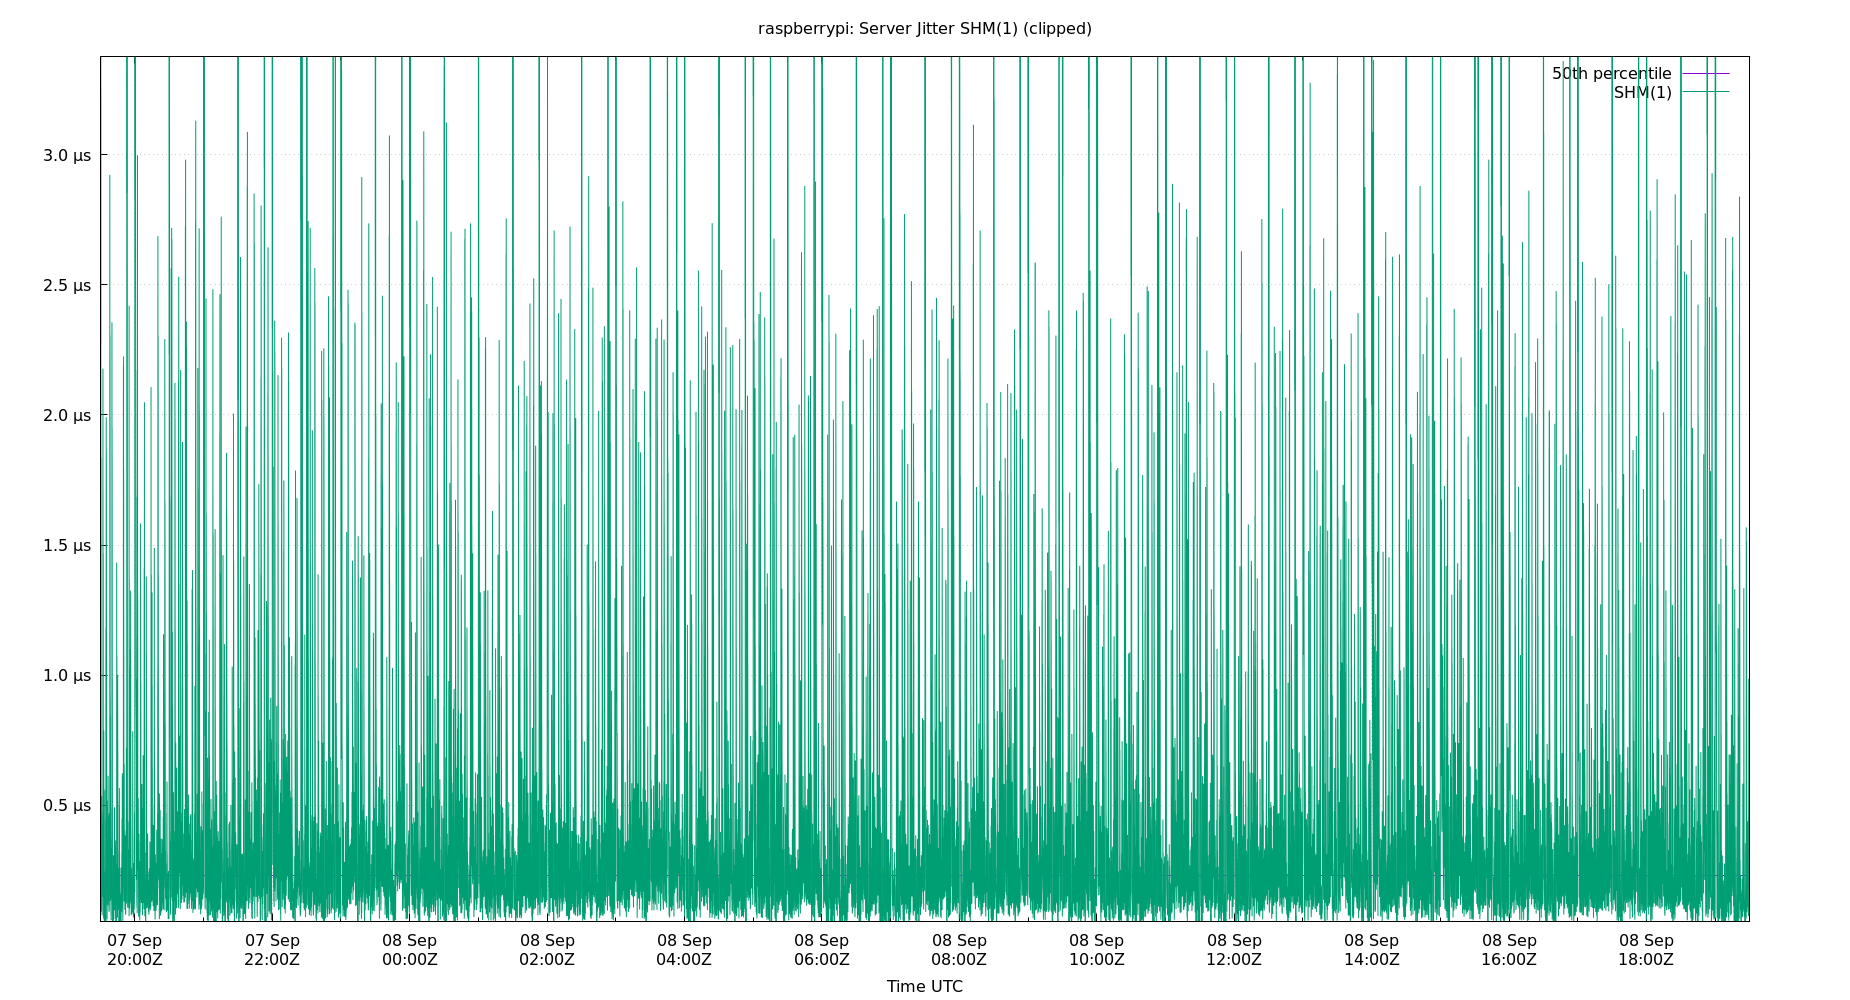 raspberrypi: Server Jitter SHM(1) (clipped)
50th percentile
SHM(1)
3.0 µs
2.5 µs
2.0 µs
1.5 µs
1.0 µs
0.5 µs
07 Sep 07 Sep 08 Sep 08 Sep 08 Sep 08 Sep 08 Sep 08 Sep 08 Sep 08 Sep 08 Sep 08 Sep
20:00Z 22:00Z 00:00Z 02:00Z 04:00Z 06:00Z 08:00Z 10:00Z 12:00Z 14:00Z 16:00Z 18:00Z
Time UTC